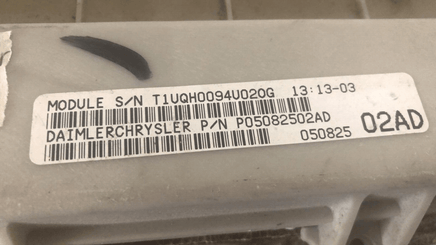 MODULE S/N T1UQH0094U020G 13:13-03
DAIMLERCHRYSLER P/N P05082502AD
050825 02AD